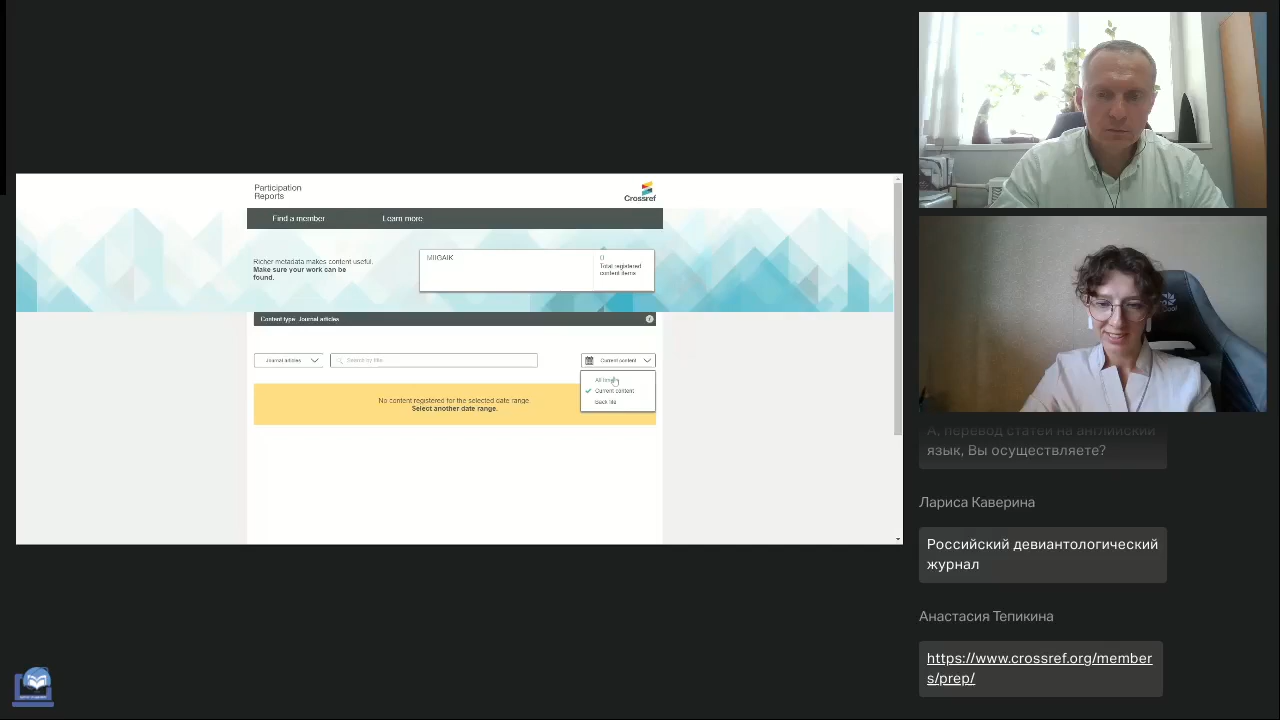 Participation
Reports
Crossref
Find a member
Learn more
Richer metadata makes content useful.
Make sure your work can be
found.
MIIGAIK
0
Total registered
content items
Content type: Journal articles
Journal articles
Search by title
Current content
Current content
Back file
No content registered for the selected date range.
Select another date range.
А, перевод статей на английский
язык, Вы осуществляете?
Лариса Каверина
Российский девиантологический
журнал
Анастасия Тепикина
https://www.crossref.org/member
s/prep/